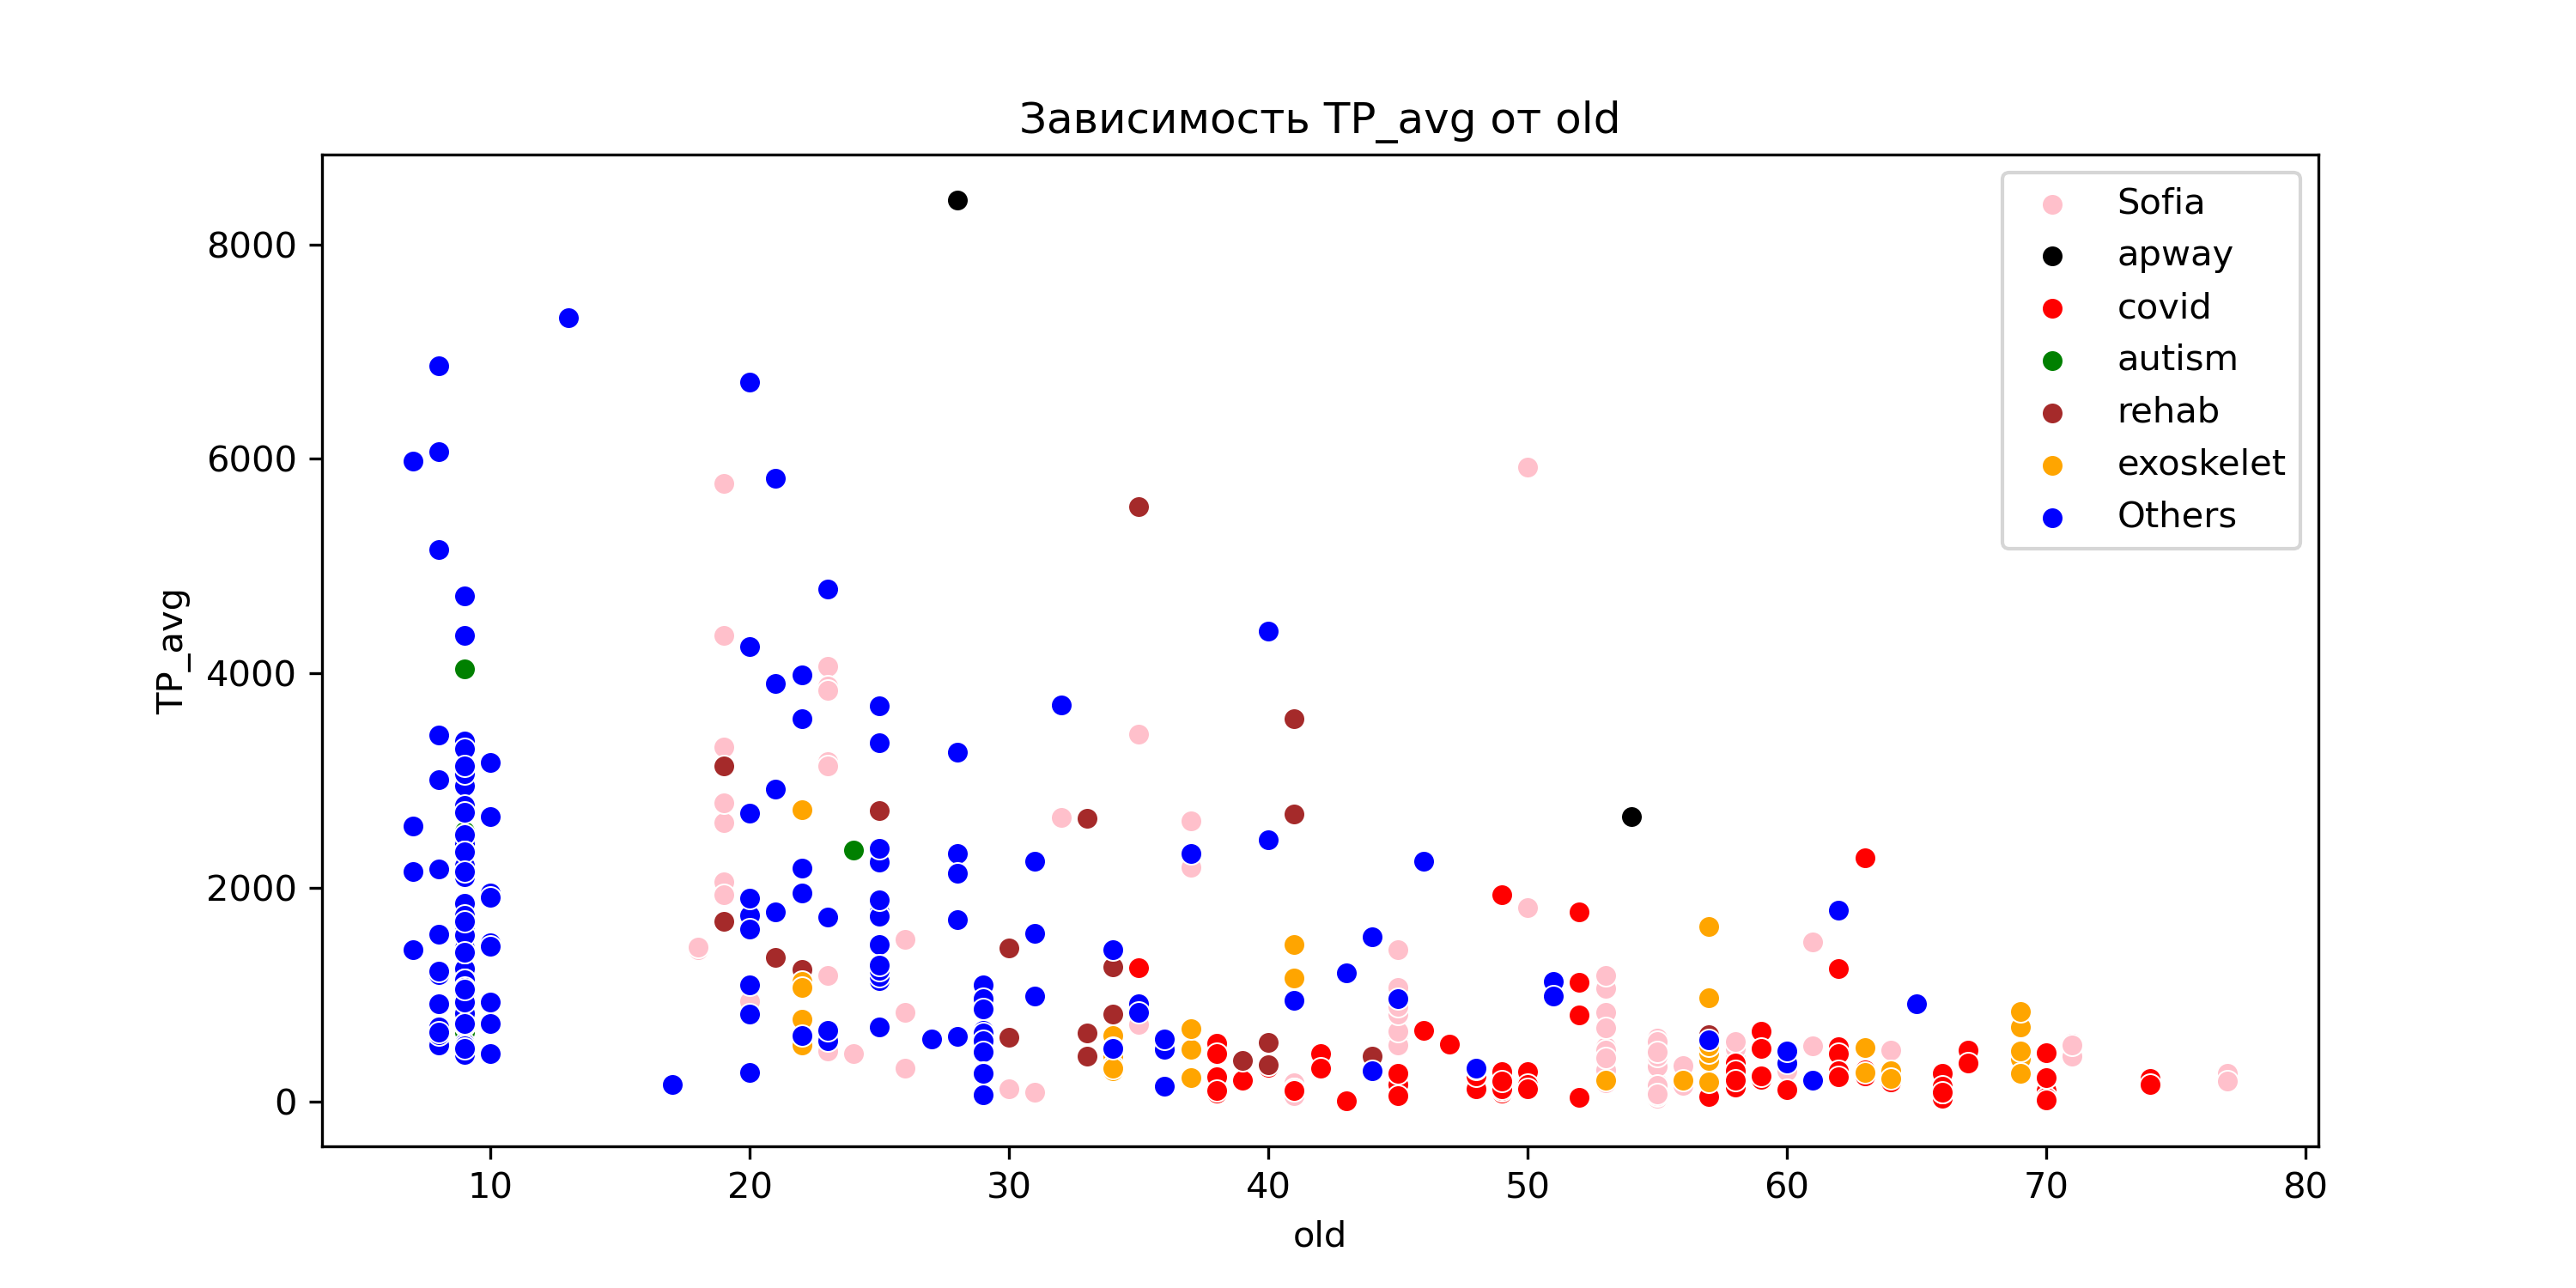 Зависимость TP_avg от old
Sofia
apway
covid
autism
rehab
exoskelet
Others
TP_avg
8000
6000
4000
2000
0
10 20 30 40 50 60 70 80
old